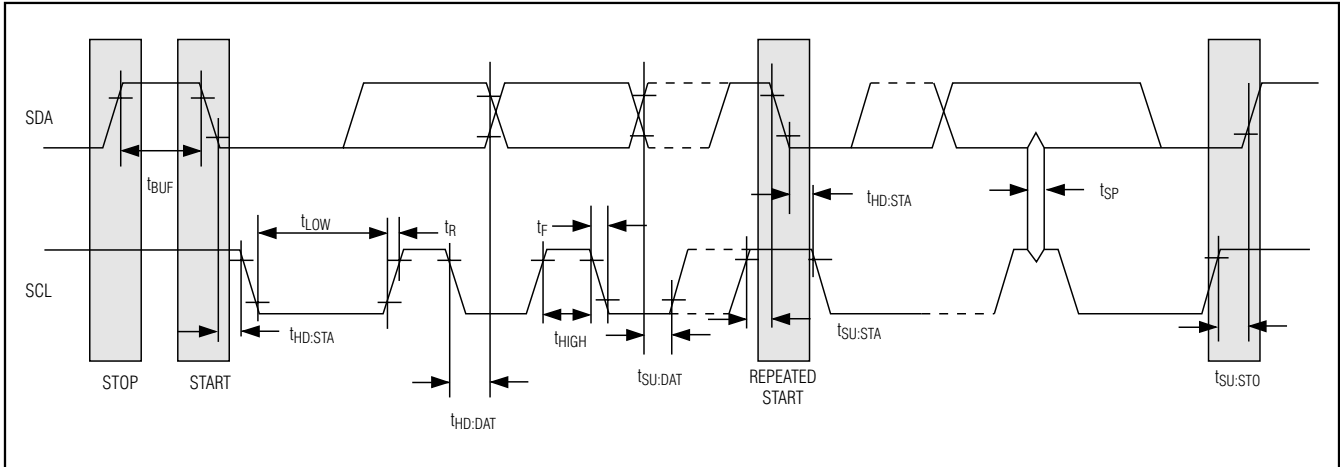 SDA
tBUF
tHD:STA
tSP
tLOW
tR
tF
SCL
tHD:STA
tHIGH
tSU:DAT
tSU:STA
tSU:STO
STOP
START
REPEATED
START
tHD:DAT